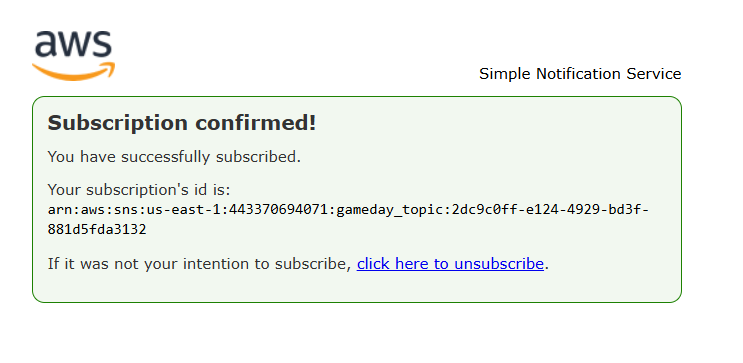 aws
Simple Notification Service
Subscription confirmed!
You have successfully subscribed.
Your subscription's id is:
arn:aws:sns:us-east-1:443370694071:gameday_topic:2dc9c0ff-e124-4929-bd3f-
881d5fda3132
If it was not your intention to subscribe, click here to unsubscribe.